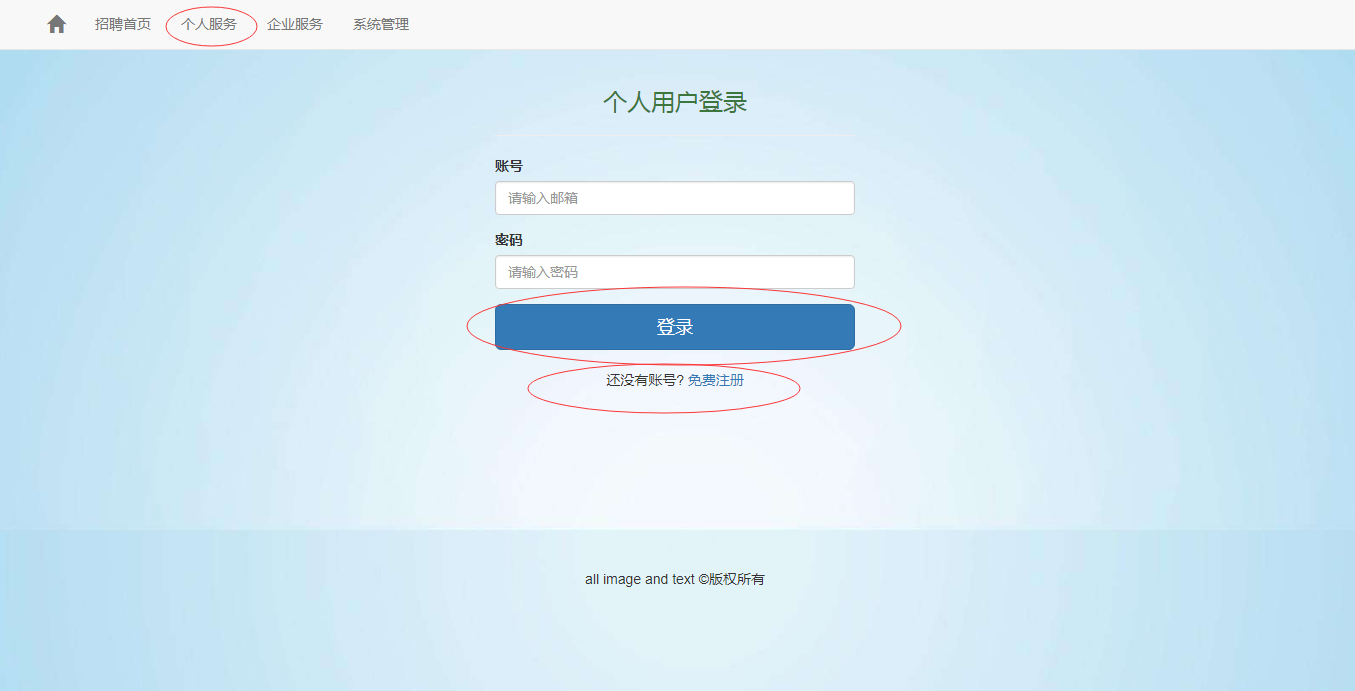 招聘首页 个人服务 企业服务 系统管理
个人用户登录
账号
请输入邮箱
密码
请输入密码
登录
还没有账号? 免费注册
all image and text ©版权所有